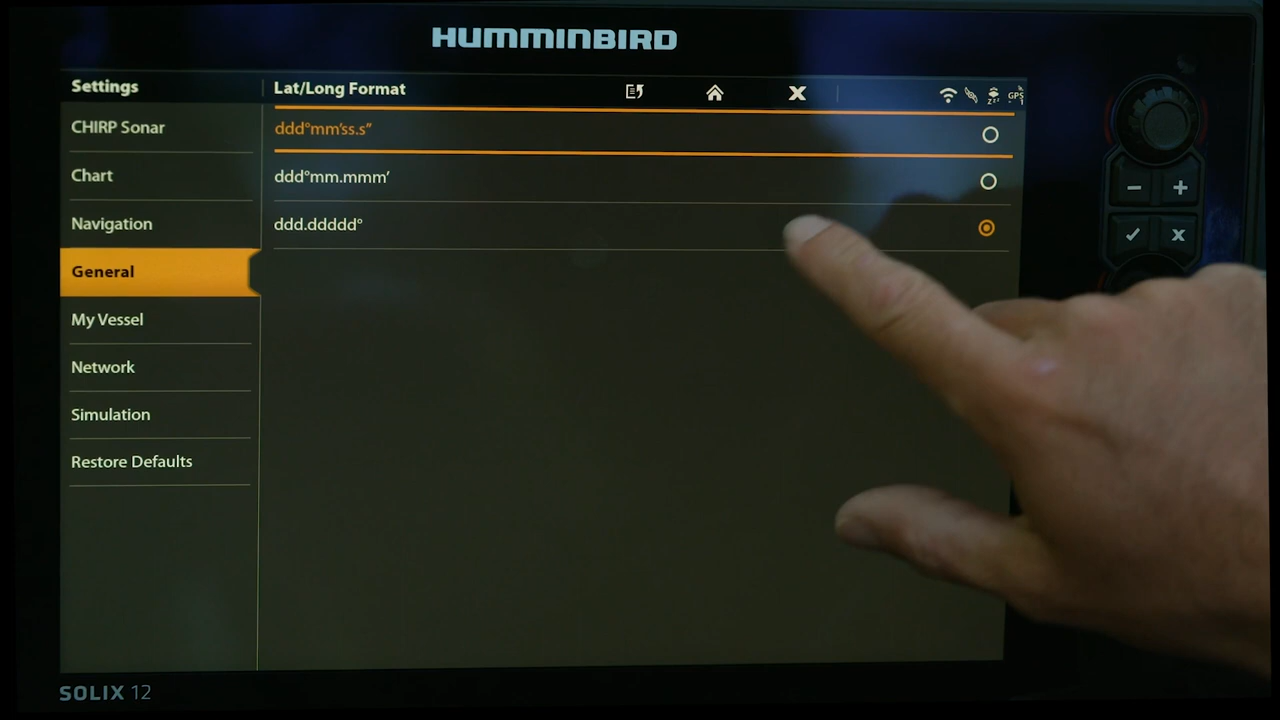 HUMMINBIRD
Settings
Lat/Long Format
GPS
CHIRP Sonar
ddd°mm'ss.s"
Chart
ddd°mm.mmm'
Navigation
ddd.ddddd°
General
My Vessel
Network
Simulation
Restore Defaults
SOLIX 12